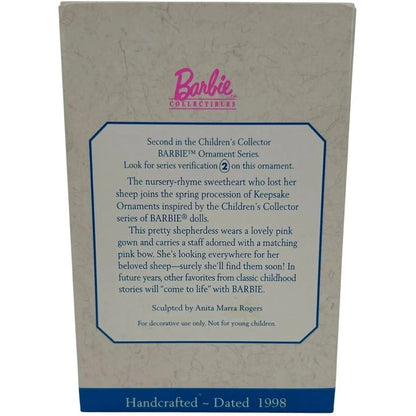 Barbie
COLLECTIBLES
Second in the Children's Collector
BARBIE™ Ornament Series.
Look for series verification 2 on this ornament.
The nursery-rhyme sweetheart who lost her
sheep joins the spring procession of Keepsake
Ornaments inspired by the Children's Collector
series of BARBIE® dolls.
This pretty shepherdess wears a lovely pink
gown and carries a staff adorned with a matching
pink bow. She's looking everywhere for her
beloved sheep—surely she'll find them soon! In
future years, other favorites from classic childhood
stories will "come to life" with BARBIE.
Sculpted by Anita Marra Rogers
For decorative use only. Not for young children.
Handcrafted ~ Dated 1998